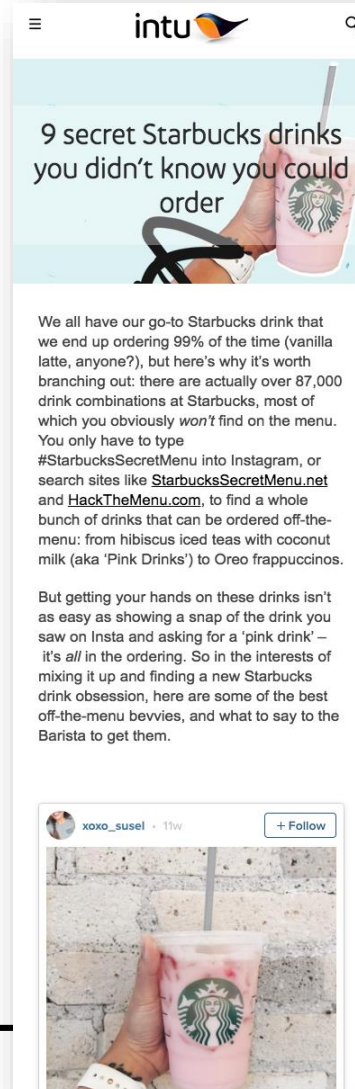 intu
9 secret Starbucks drinks
you didn't know you could
order
We all have our go-to Starbucks drink that
we end up ordering 99% of the time (vanilla
latte, anyone?), but here's why it's worth
branching out: there are actually over 87,000
drink combinations at Starbucks, most of
which you obviously won't find on the menu.
You only have to type
#StarbucksSecretMenu into Instagram, or
search sites like StarbucksSecretMenu.net
and HackTheMenu.com, to find a whole
bunch of drinks that can be ordered off-the-
menu: from hibiscus iced teas with coconut
milk (aka ‘Pink Drinks’) to Oreo frappuccinos.
But getting your hands on these drinks isn't
as easy as showing a snap of the drink you
saw on Insta and asking for a ‘pink drink’ –
it's all in the ordering. So in the interests of
mixing it up and finding a new Starbucks
drink obsession, here are some of the best
off-the-menu bevvies, and what to say to the
Barista to get them.
xoxo_susel • 11w
+ Follow